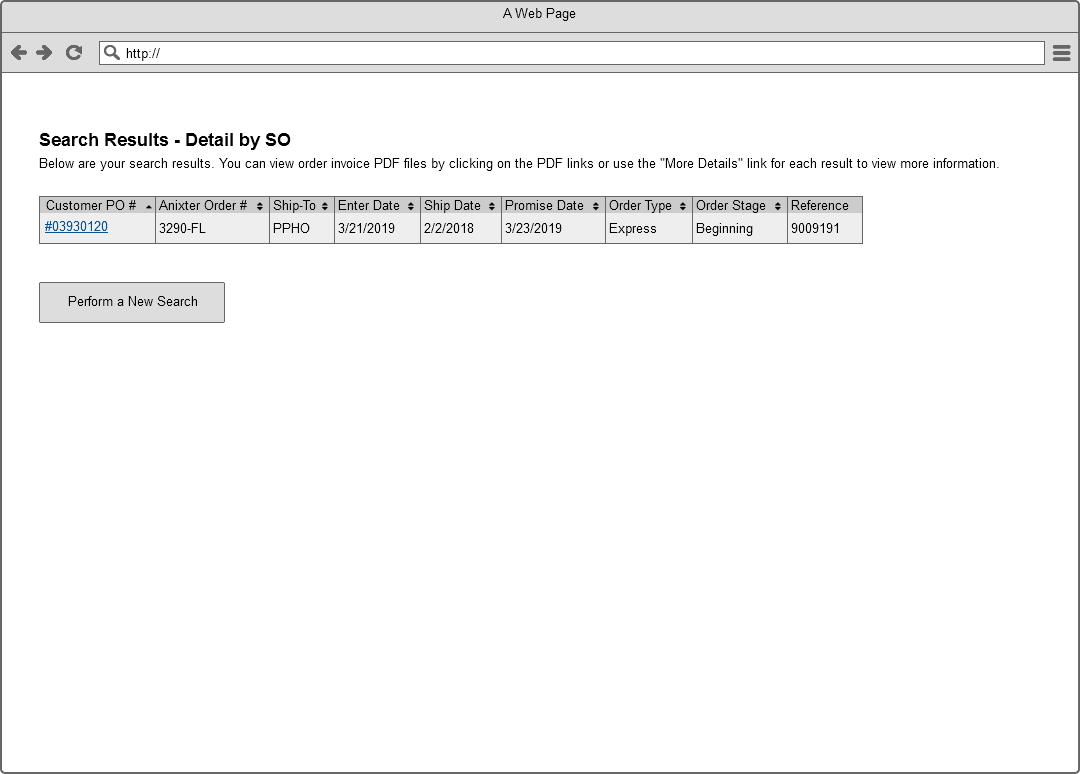 A Web Page
http://
Search Results - Detail by SO
Below are your search results. You can view order invoice PDF files by clicking on the PDF links or use the "More Details" link for each result to view more information.
Customer PO # Anixter Order # Ship-To Enter Date Ship Date Promise Date Order Type Order Stage Reference
#03930120 3290-FL PPHO 3/21/2019 2/2/2018 3/23/2019 Express Beginning 9009191
Perform a New Search